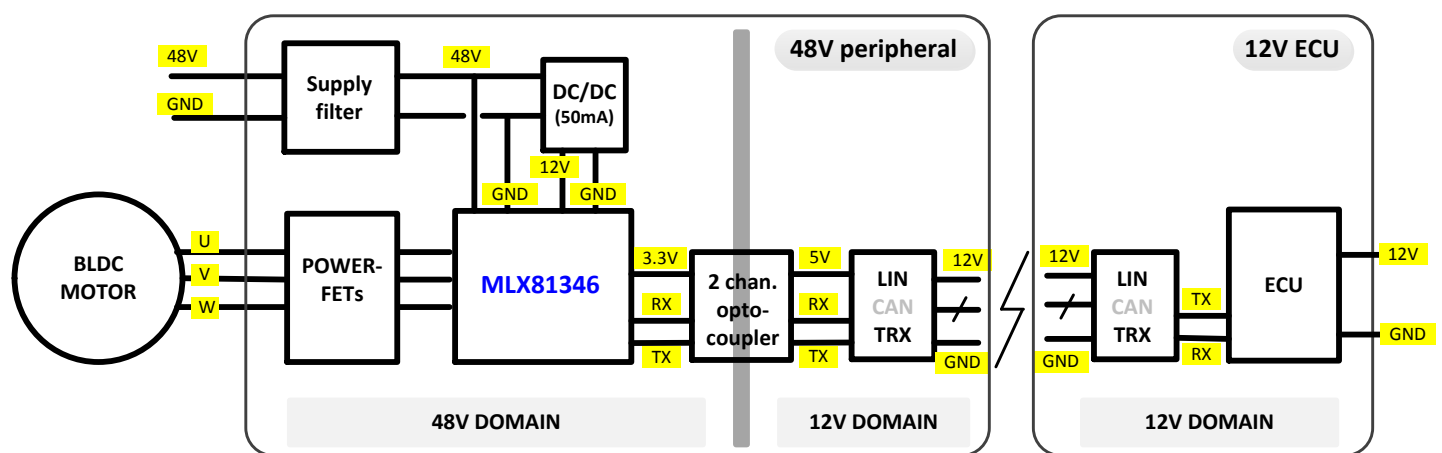 48V peripheral
12V ECU
48V
GND
Supply
filter
48V
DC/DC
(50mA)
12V
GND
GND
BLDC
MOTOR
U
V
W
POWER-
FETs
MLX81346
3.3V
RX
TX
2 chan.
opto-
coupler
5V
RX
TX
LIN
CAN
TRX
12V
GND
12V
GND
LIN
CAN
TRX
TX
RX
ECU
12V
GND
48V DOMAIN
12V DOMAIN
12V DOMAIN